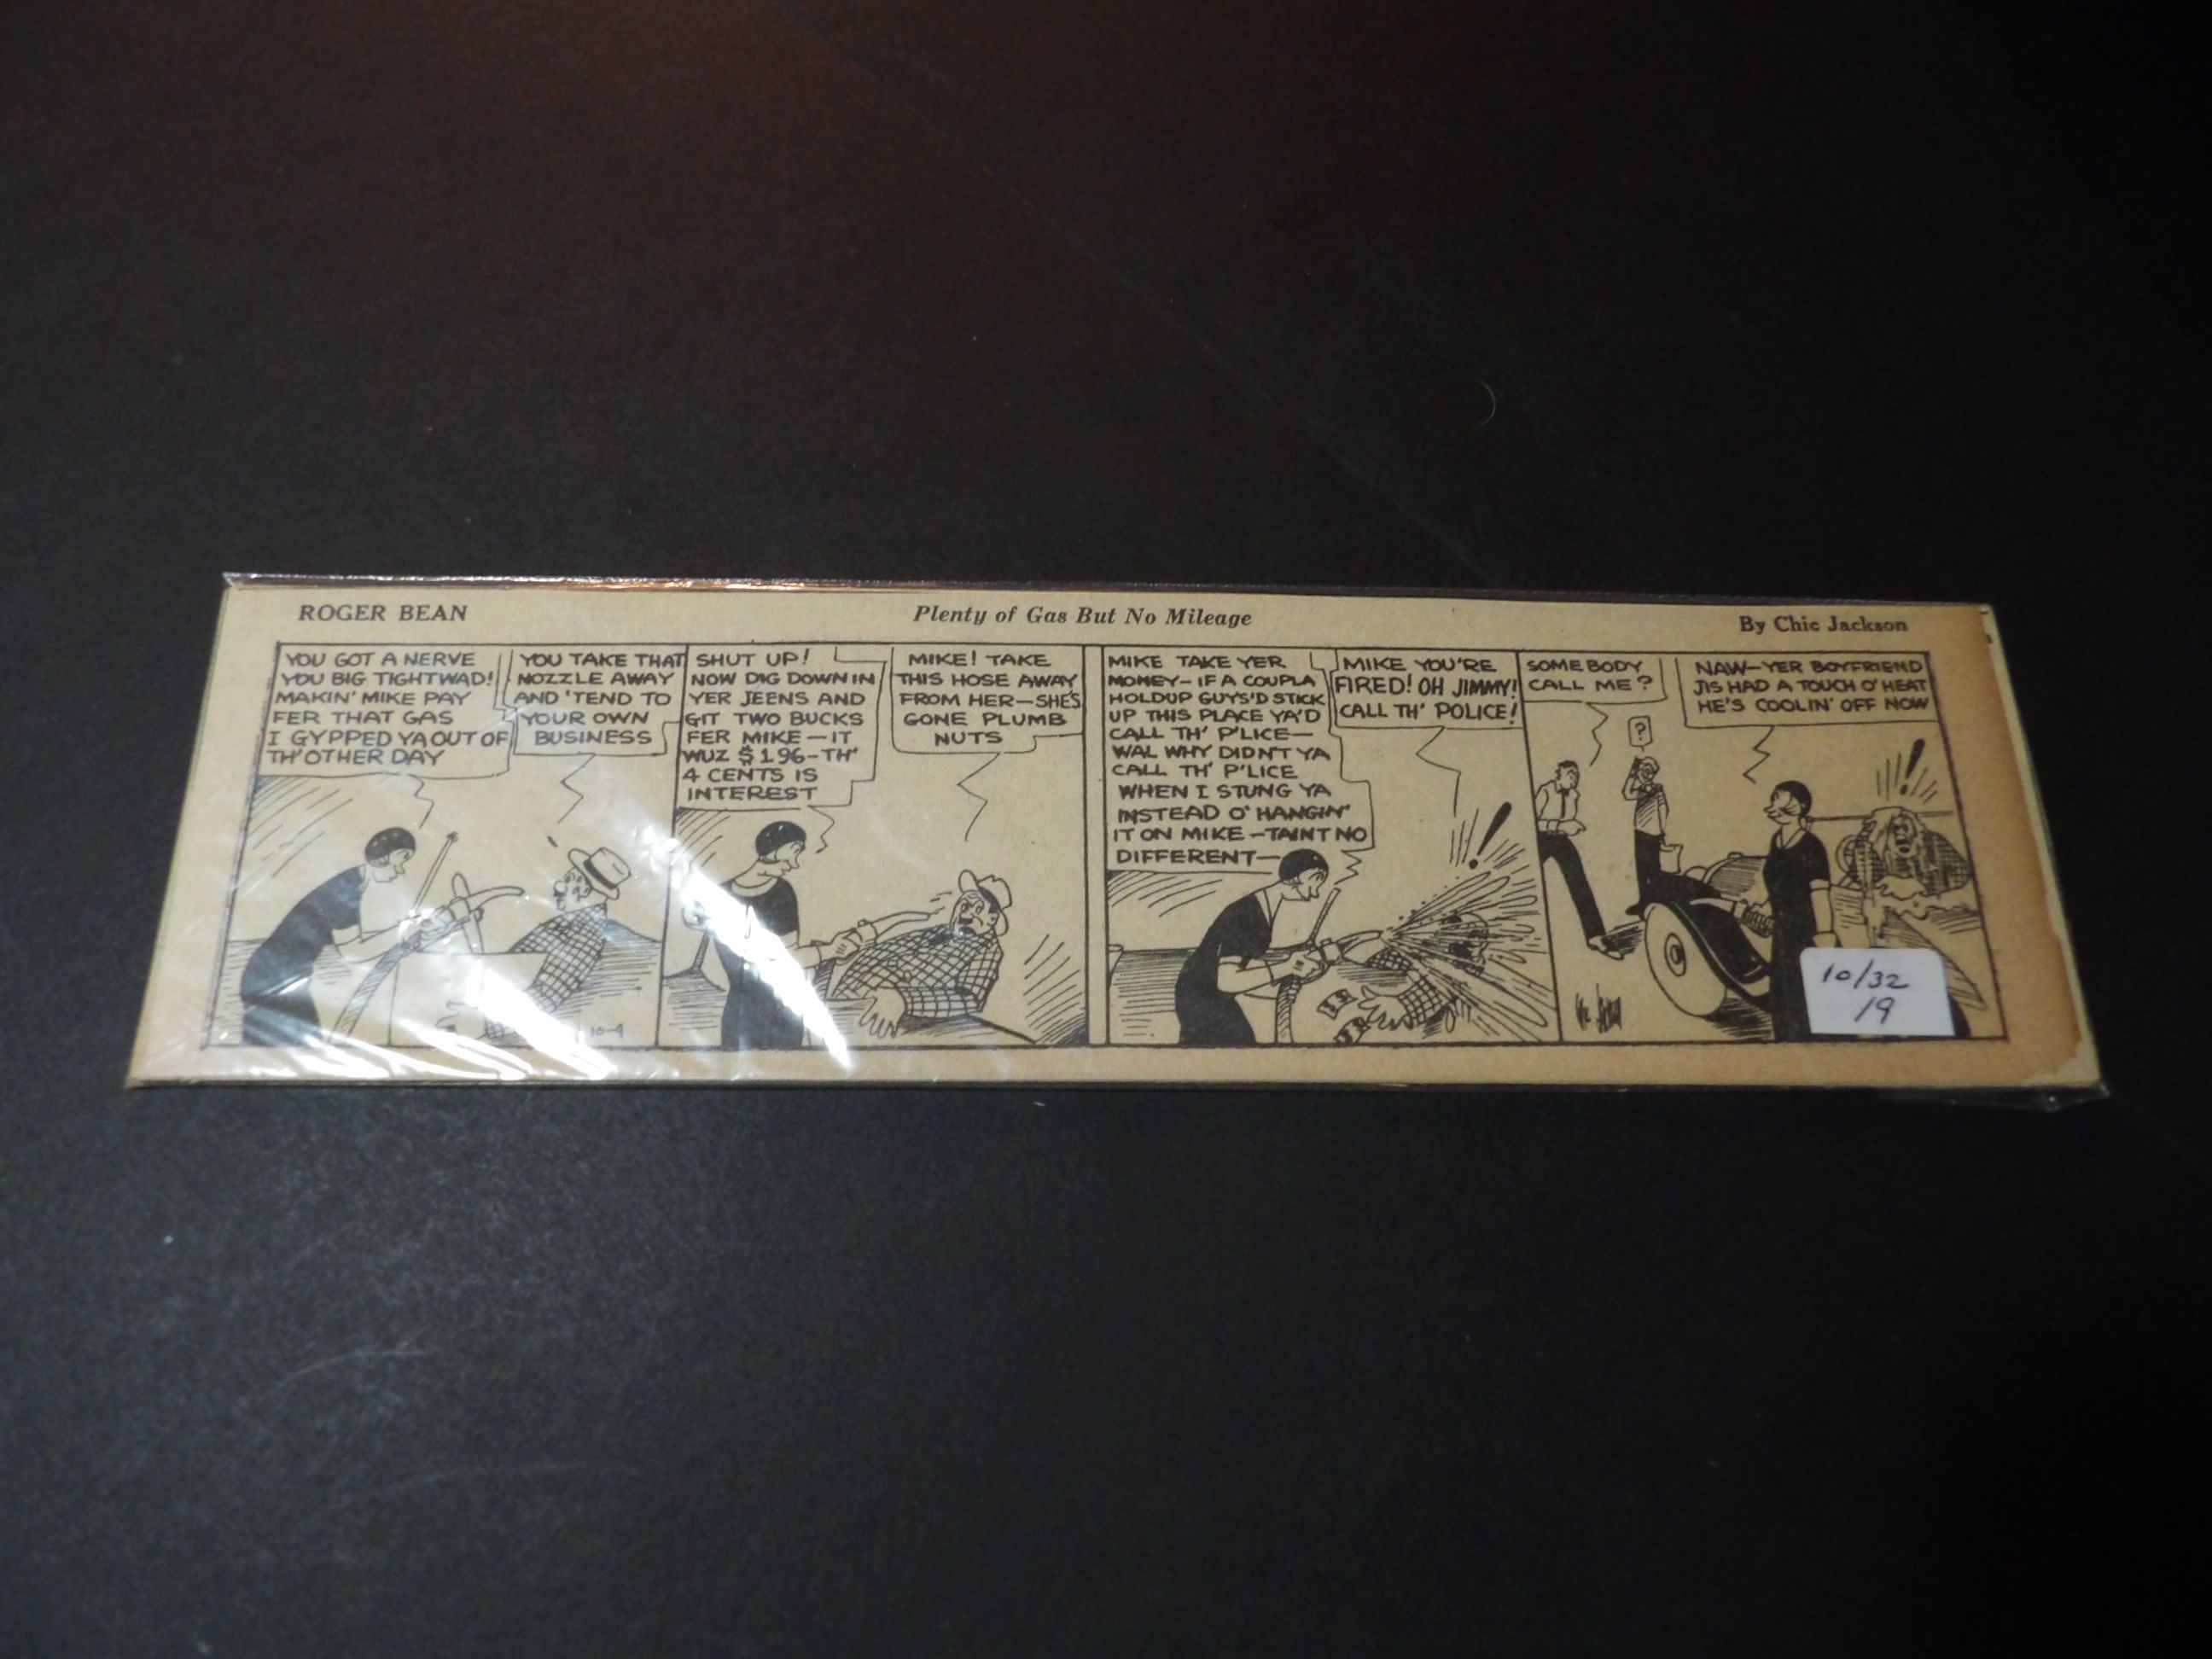 ROGER BEAN
Plenty of Gas But No Mileage
By Chic Jackson
YOU GOT A NERVE
YOU BIG TIGHTWAD!
MAKIN' MIKE PAY
FER THAT GAS
I GYPPED YA OUT OF
TH' OTHER DAY
YOU TAKE THAT
NOZZLE AWAY
AND 'TEND TO
YOUR OWN
BUSINESS
10-9
SHUT UP!
NOW DIG DOWN IN
YER JEENS AND
GIT TWO BUCKS
FER MIKE — IT
WUZ $1.96 - TH'
4 CENTS IS
INTEREST
MIKE! TAKE
THIS HOSE AWAY
FROM HER — SHE'S
GONE PLUMB
NUTS
MIKE TAKE YER
MONEY — IF A COUPLA
HOLDUP GUYS'D STICK
UP THIS PLACE YA'D
CALL TH' P'LICE —
WAL WHY DIDN'T YA
CALL TH' P'LICE
WHEN I STUNG YA
INSTEAD O' HANGIN'
IT ON MIKE — TAINT NO
DIFFERENT —
MIKE YOU'RE
FIRED! OH JIMMY!
CALL TH' POLICE!
!
SOMEBODY
CALL ME?
?
NAW — YER BOYFRIEND
JIS HAD A TOUCH O' HEAT
HE'S COOLIN' OFF NOW
!
10/32
19